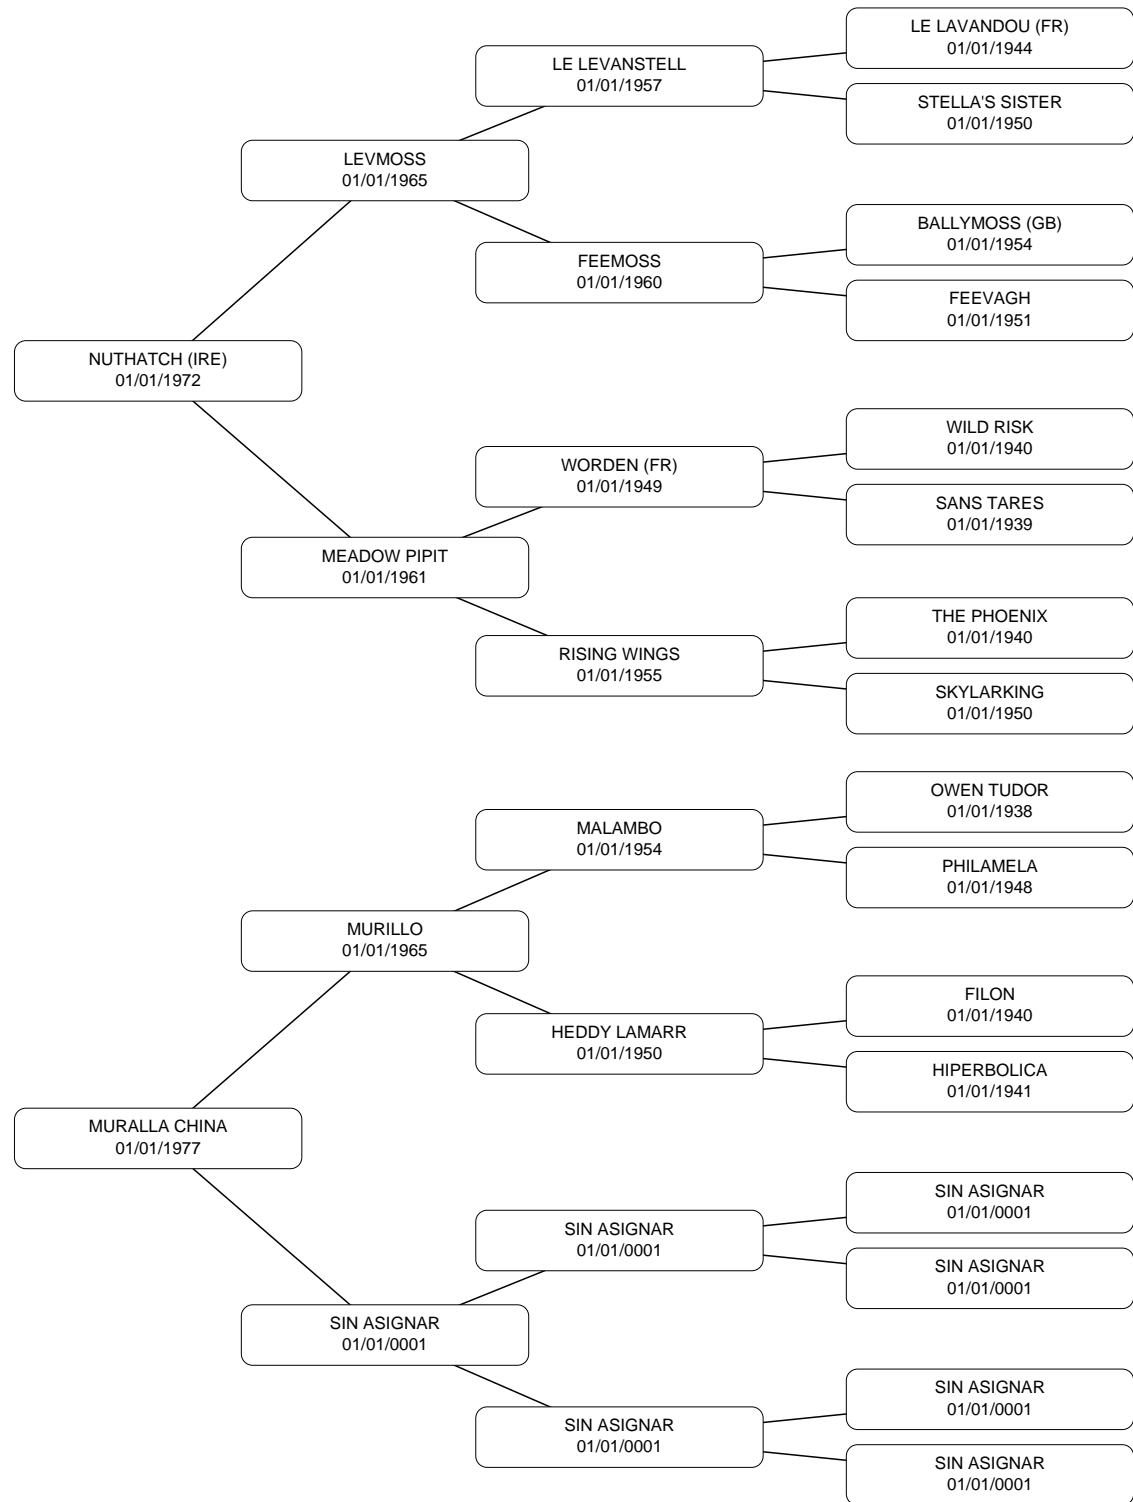 LE LAVANDOU (FR)
01/01/1944
LE LEVANSTELL
01/01/1957
STELLA'S SISTER
01/01/1950
LEVMOSS
01/01/1965
BALLYMOSS (GB)
01/01/1954
FEEMOSS
01/01/1960
FEEVAGH
01/01/1951
NUTHATCH (IRE)
01/01/1972
WILD RISK
01/01/1940
WORDEN (FR)
01/01/1949
SANS TARES
01/01/1939
MEADOW PIPIT
01/01/1961
THE PHOENIX
01/01/1940
RISING WINGS
01/01/1955
SKYLARKING
01/01/1950
OWEN TUDOR
01/01/1938
MALAMBO
01/01/1954
PHILAMELA
01/01/1948
MURILLO
01/01/1965
FILON
01/01/1940
HEDDY LAMARR
01/01/1950
HIPERBOLICA
01/01/1941
MURALLA CHINA
01/01/1977
SIN ASIGNAR
01/01/0001
SIN ASIGNAR
01/01/0001
SIN ASIGNAR
01/01/0001
SIN ASIGNAR
01/01/0001
SIN ASIGNAR
01/01/0001
SIN ASIGNAR
01/01/0001
SIN ASIGNAR
01/01/0001